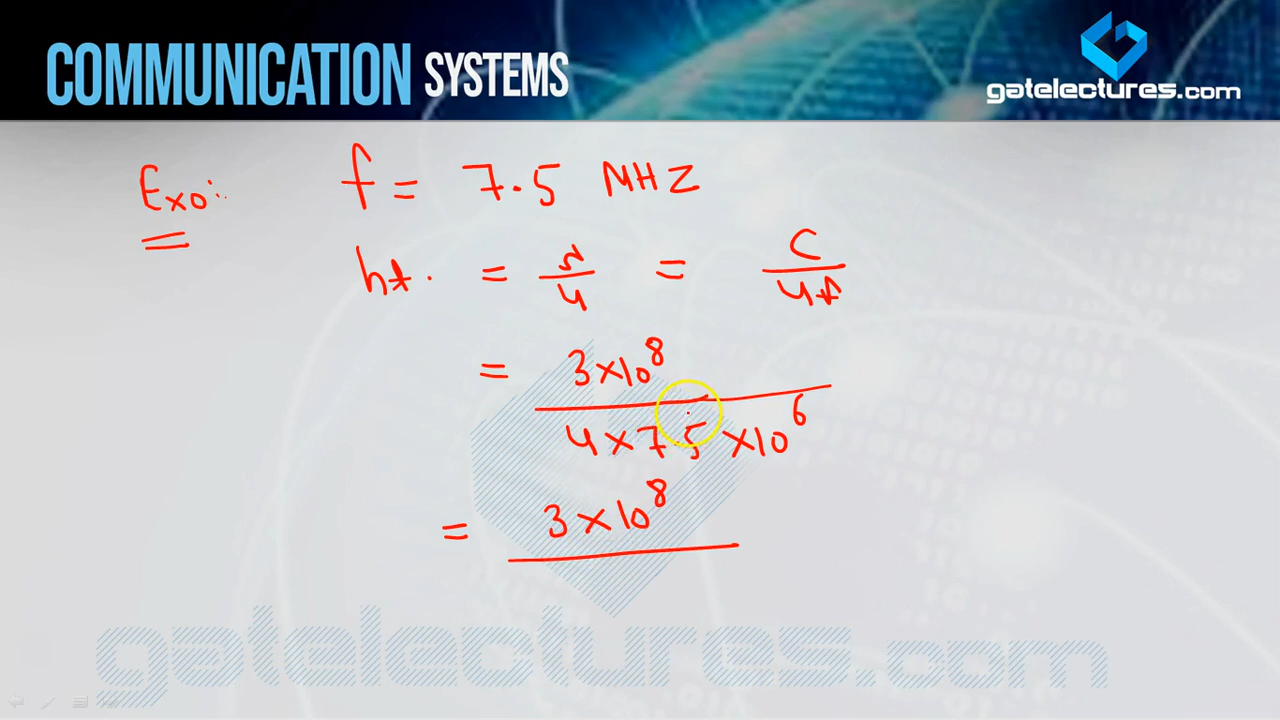 COMMUNICATION SYSTEMS
gatelectures.com
Exo:
f = 7.5 MHZ
ht. = λ/4 = C/4f
= 3×10^8 / 4×7.5×10^6
= 3×10^8
gatelectures.com